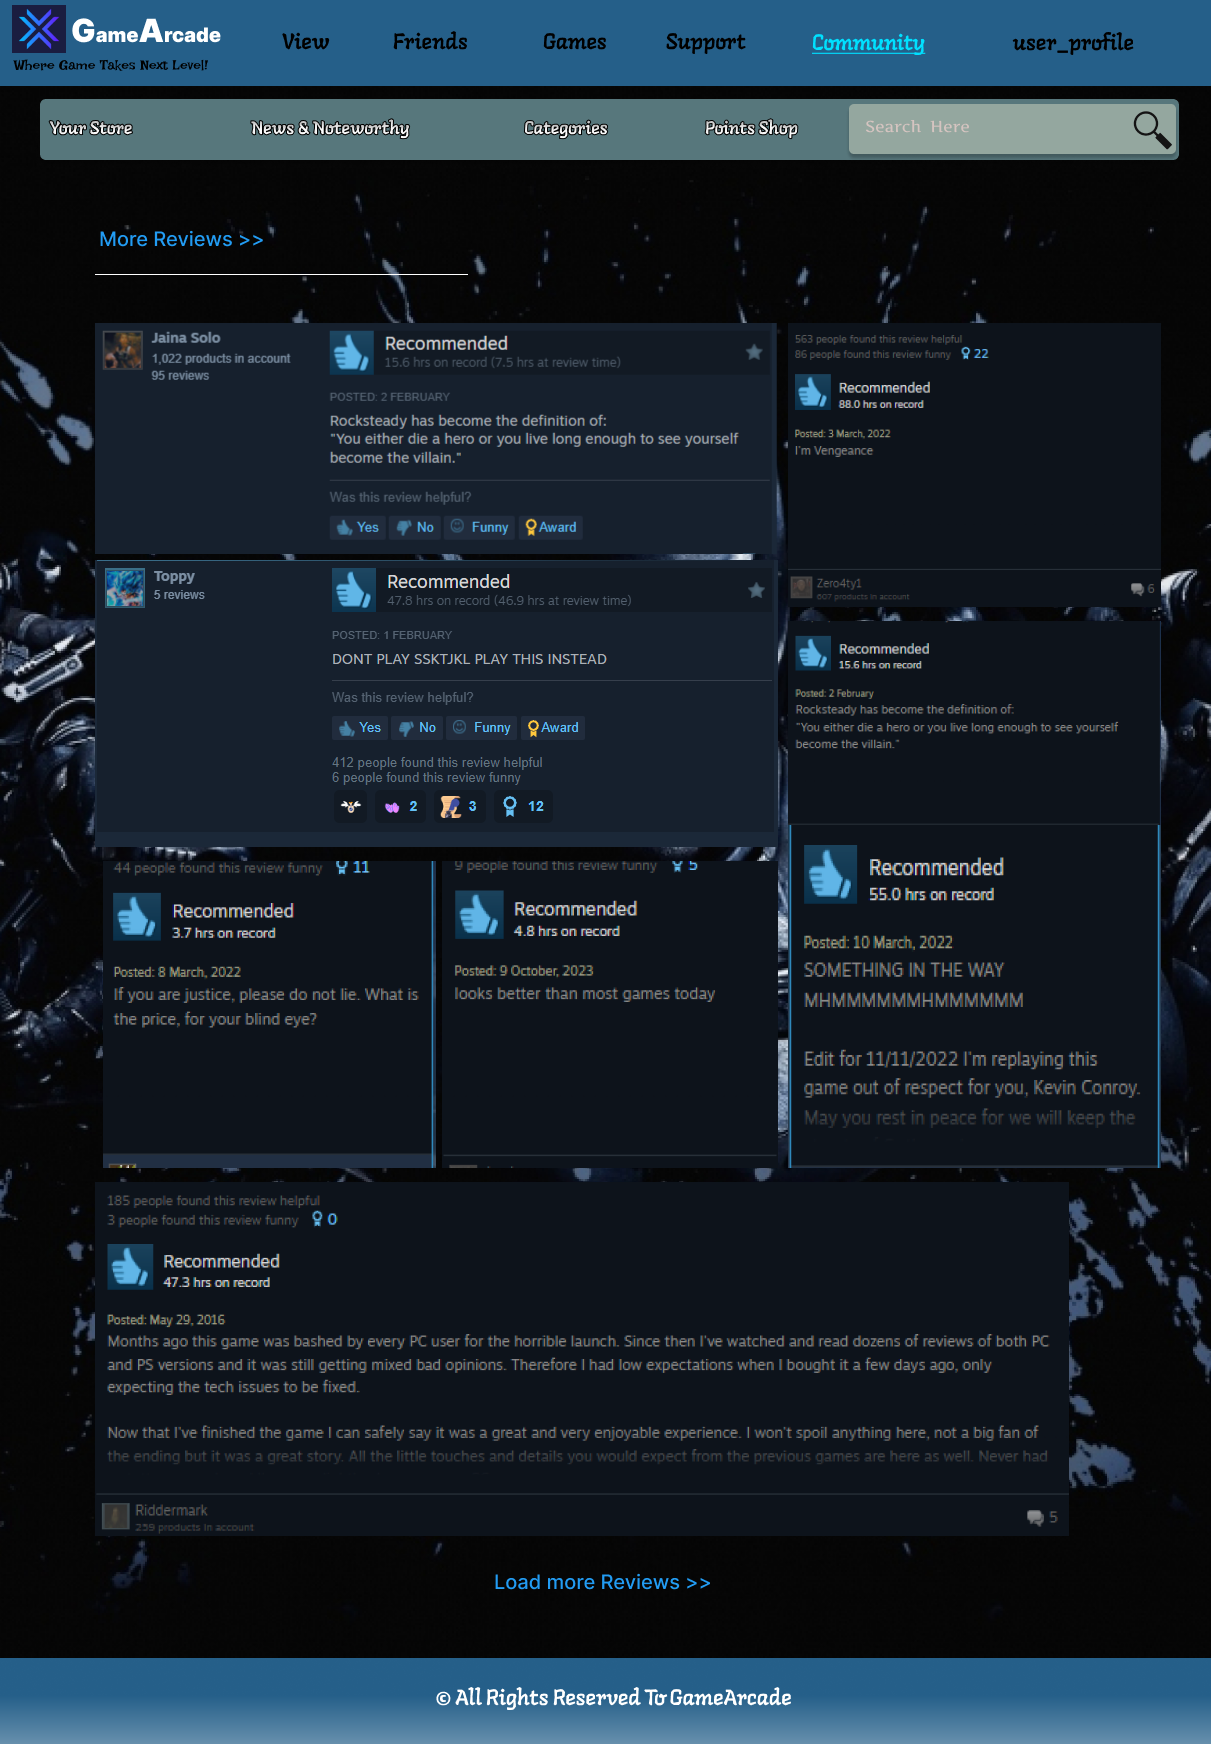 GameArcade
Where Game Takes Next Level!
View
Friends
Games
Support
Community
user_profile
Your Store
News & Noteworthy
Categories
Points Shop
Search Here
More Reviews >>
Jaina Solo
1,022 products in account
95 reviews
Recommended
15.6 hrs on record (7.5 hrs at review time)
POSTED: 2 FEBRUARY
Rocksteady has become the definition of:
"You either die a hero or you live long enough to see yourself
become the villain."
Was this review helpful?
Yes
No
Funny
Award
563 people found this review helpful
86 people found this review funny
22
Recommended
88.0 hrs on record
Posted: 3 March, 2022
I'm Vengeance
Zero4ty1
607 products in account
6
Toppy
5 reviews
Recommended
47.8 hrs on record (46.9 hrs at review time)
POSTED: 1 FEBRUARY
DONT PLAY SSKTJKL PLAY THIS INSTEAD
Was this review helpful?
Yes
No
Funny
Award
412 people found this review helpful
6 people found this review funny
2
3
12
Recommended
15.6 hrs on record
Posted: 2 February
Rocksteady has become the definition of:
"You either die a hero or you live long enough to see yourself
become the villain."
44 people found this review funny
11
Recommended
3.7 hrs on record
Posted: 8 March, 2022
If you are justice, please do not lie. What is
the price, for your blind eye?
9 people found this review funny
5
Recommended
4.8 hrs on record
Posted: 9 October, 2023
looks better than most games today
Recommended
55.0 hrs on record
Posted: 10 March, 2022
SOMETHING IN THE WAY
MHMMMMMMHMMMMMM
Edit for 11/11/2022 I'm replaying this
game out of respect for you, Kevin Conroy.
May you rest in peace for we will keep the
185 people found this review helpful
3 people found this review funny
0
Recommended
47.3 hrs on record
Posted: May 29, 2016
Months ago this game was bashed by every PC user for the horrible launch. Since then I've watched and read dozens of reviews of both PC
and PS versions and it was still getting mixed bad opinions. Therefore I had low expectations when I bought it a few days ago, only
expecting the tech issues to be fixed.
Now that I've finished the game I can safely say it was a great and very enjoyable experience. I won't spoil anything here, not a big fan of
the ending but it was a great story. All the little touches and details you would expect from the previous games are here as well. Never had
Riddermark
259 products in account
5
Load more Reviews >>
© All Rights Reserved To GameArcade